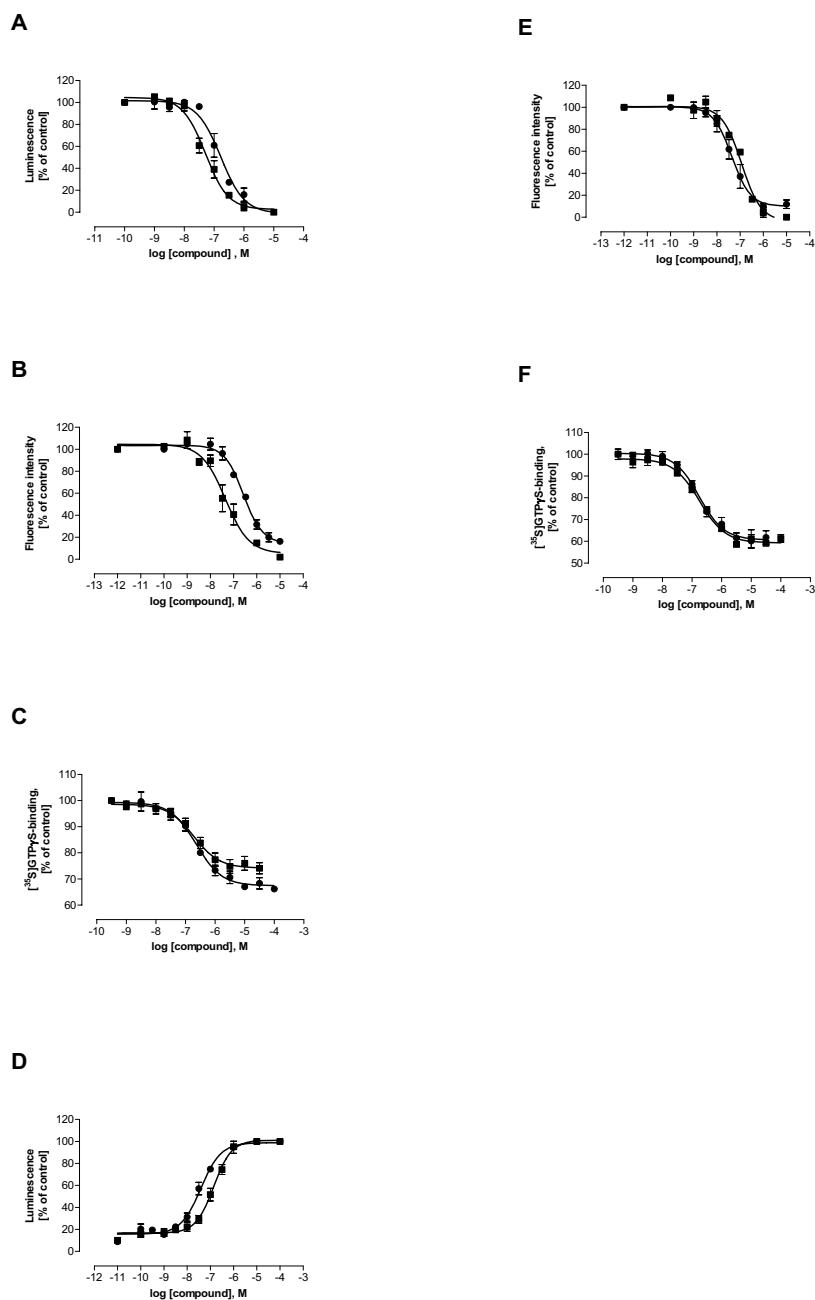 A
120
100
80
60
40
20
0
Luminescence
[% of control]
-11 -10 -9 -8 -7 -6 -5 -4
log [compound] , M
B
120
100
80
60
40
20
0
Fluorescence intensity
[% of control]
-13 -12 -11 -10 -9 -8 -7 -6 -5 -4
log [compound], M
C
110
100
90
80
70
60
[³⁵S]GTPγS-binding,
[% of control]
-10 -9 -8 -7 -6 -5 -4 -3
log [compound], M
D
120
100
80
60
40
20
0
Luminescence
[% of control]
-12 -11 -10 -9 -8 -7 -6 -5 -4 -3
log [compound], M
E
120
100
80
60
40
20
0
Fluorescence intensity
[% of control]
-13 -12 -11 -10 -9 -8 -7 -6 -5 -4
log [compound], M
F
110
100
90
80
70
60
50
[³⁵S]GTPγS-binding,
[% of control]
-10 -9 -8 -7 -6 -5 -4 -3
log [compound], M